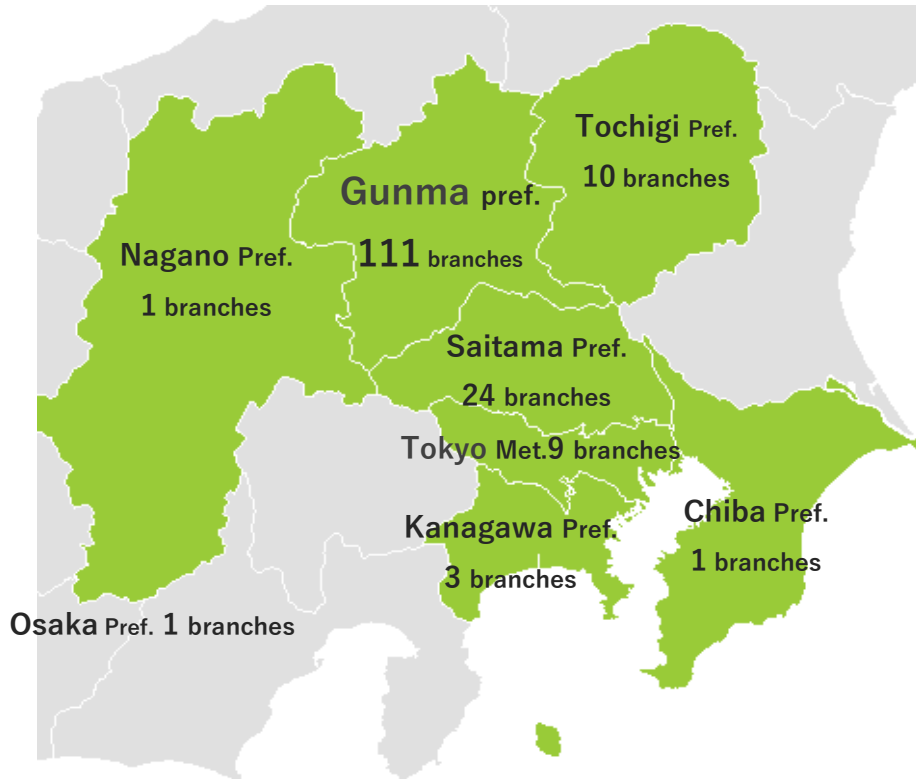 Tochigi Pref.
10 branches
Gunma pref.
111 branches
Nagano Pref.
1 branches
Saitama Pref.
24 branches
Tokyo Met.9 branches
Kanagawa Pref.
3 branches
Chiba Pref.
1 branches
Osaka Pref. 1 branches